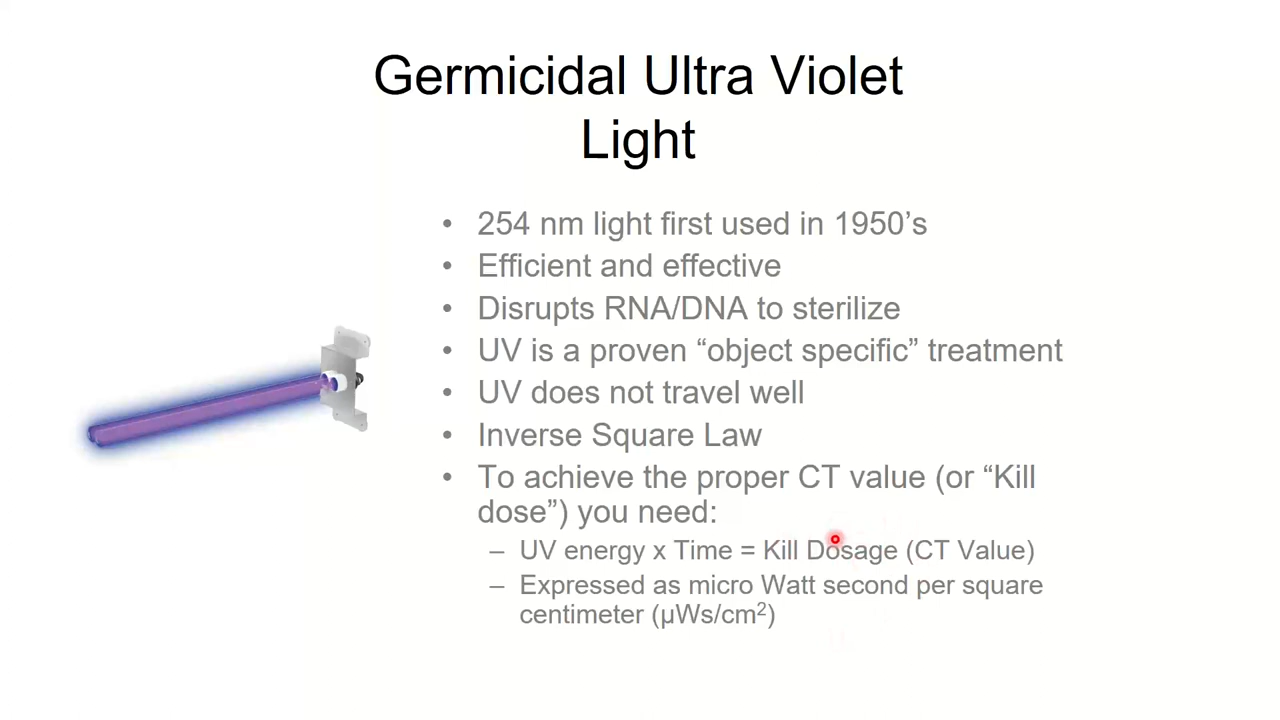 Germicidal Ultra Violet
Light
• 254 nm light first used in 1950’s
• Efficient and effective
• Disrupts RNA/DNA to sterilize
• UV is a proven “object specific” treatment
• UV does not travel well
• Inverse Square Law
• To achieve the proper CT value (or “Kill
dose”) you need:
– UV energy x Time = Kill Dosage (CT Value)
– Expressed as micro Watt second per square
centimeter (µWs/cm²)